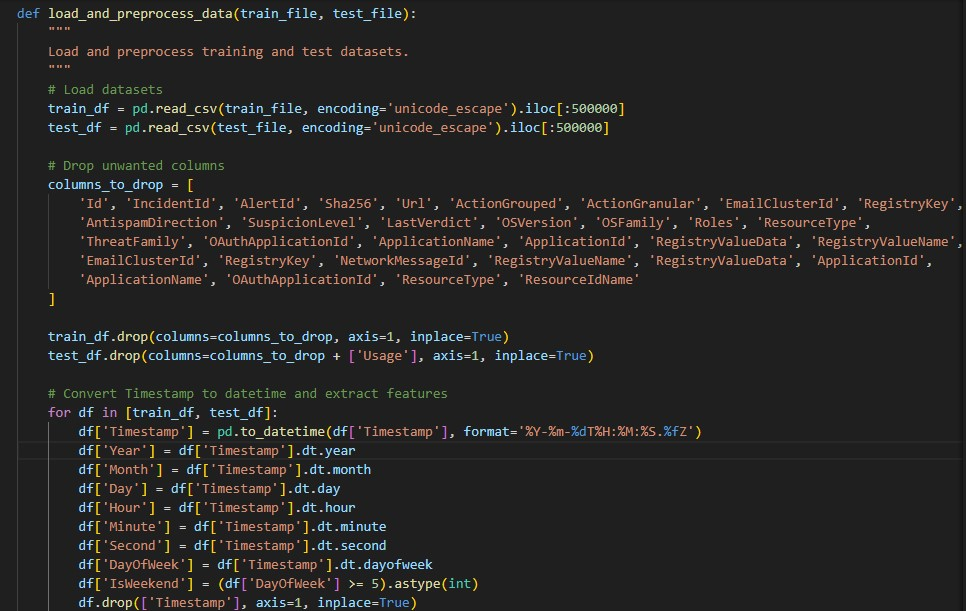 def load_and_preprocess_data(train_file, test_file):
    """
    Load and preprocess training and test datasets.
    """
    # Load datasets
    train_df = pd.read_csv(train_file, encoding='unicode_escape').iloc[:500000]
    test_df = pd.read_csv(test_file, encoding='unicode_escape').iloc[:500000]

    # Drop unwanted columns
    columns_to_drop = [
        'Id', 'IncidentId', 'AlertId', 'Sha256', 'Url', 'ActionGrouped', 'ActionGranular', 'EmailClusterId', 'RegistryKey',
        'AntispamDirection', 'SuspicionLevel', 'LastVerdict', 'OSVersion', 'OSFamily', 'Roles', 'ResourceType',
        'ThreatFamily', 'OAuthApplicationId', 'ApplicationName', 'ApplicationId', 'RegistryValueData', 'RegistryValueName',
        'EmailClusterId', 'RegistryKey', 'NetworkMessageId', 'RegistryValueName', 'RegistryValueData', 'ApplicationId',
        'ApplicationName', 'OAuthApplicationId', 'ResourceType', 'ResourceIdName'
    ]

    train_df.drop(columns=columns_to_drop, axis=1, inplace=True)
    test_df.drop(columns=columns_to_drop + ['Usage'], axis=1, inplace=True)

    # Convert Timestamp to datetime and extract features
    for df in [train_df, test_df]:
        df['Timestamp'] = pd.to_datetime(df['Timestamp'], format='%Y-%m-%dT%H:%M:%S.%fZ')
        df['Year'] = df['Timestamp'].dt.year
        df['Month'] = df['Timestamp'].dt.month
        df['Day'] = df['Timestamp'].dt.day
        df['Hour'] = df['Timestamp'].dt.hour
        df['Minute'] = df['Timestamp'].dt.minute
        df['Second'] = df['Timestamp'].dt.second
        df['DayOfWeek'] = df['Timestamp'].dt.dayofweek
        df['IsWeekend'] = (df['DayOfWeek'] >= 5).astype(int)
        df.drop(['Timestamp'], axis=1, inplace=True)